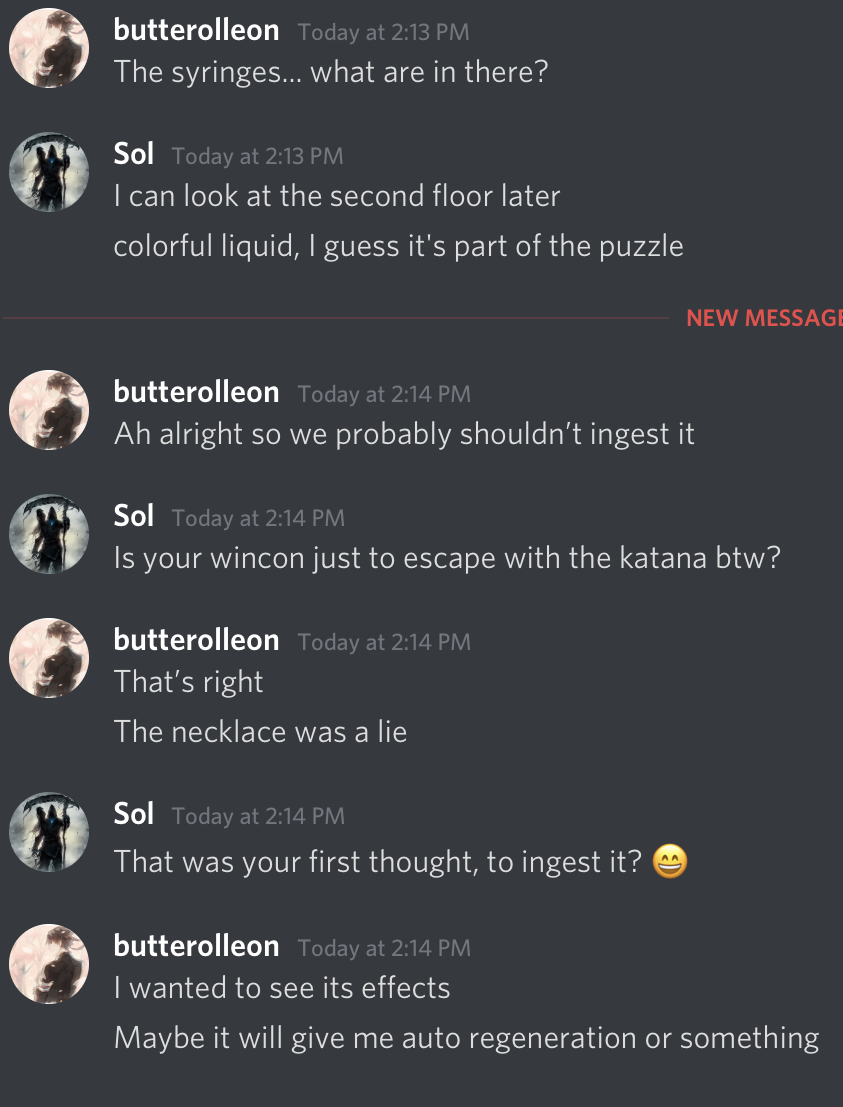 butterolleon Today at 2:13 PM
The syringes... what are in there?
Sol Today at 2:13 PM
I can look at the second floor later
colorful liquid, I guess it's part of the puzzle
NEW MESSAGE
butterolleon Today at 2:14 PM
Ah alright so we probably shouldn’t ingest it
Sol Today at 2:14 PM
Is your wincon just to escape with the katana btw?
butterolleon Today at 2:14 PM
That’s right
The necklace was a lie
Sol Today at 2:14 PM
That was your first thought, to ingest it? 😄
butterolleon Today at 2:14 PM
I wanted to see its effects
Maybe it will give me auto regeneration or something